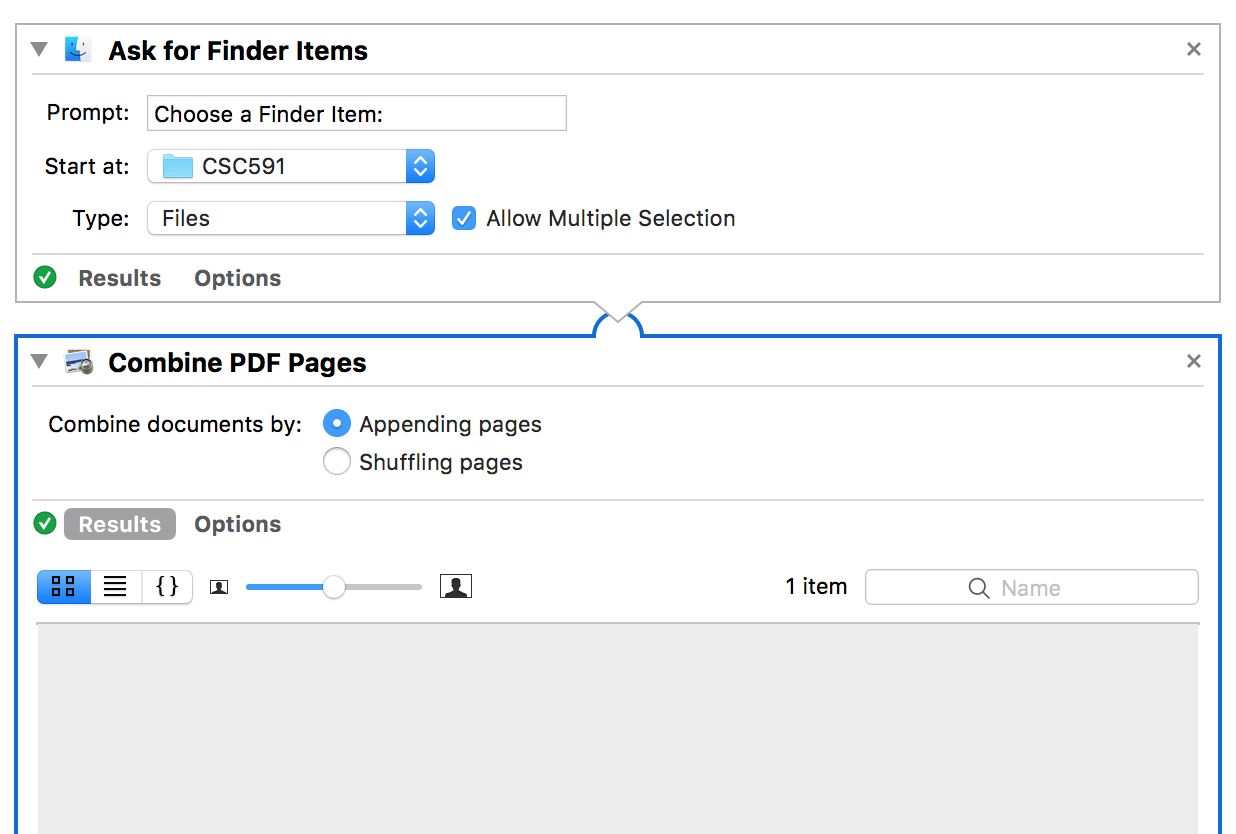 Ask for Finder Items
Prompt: Choose a Finder Item:
Start at: CSC591
Type: Files Allow Multiple Selection
Results Options
Combine PDF Pages
Combine documents by: Appending pages
Shuffling pages
Results Options
{} 1 item Name